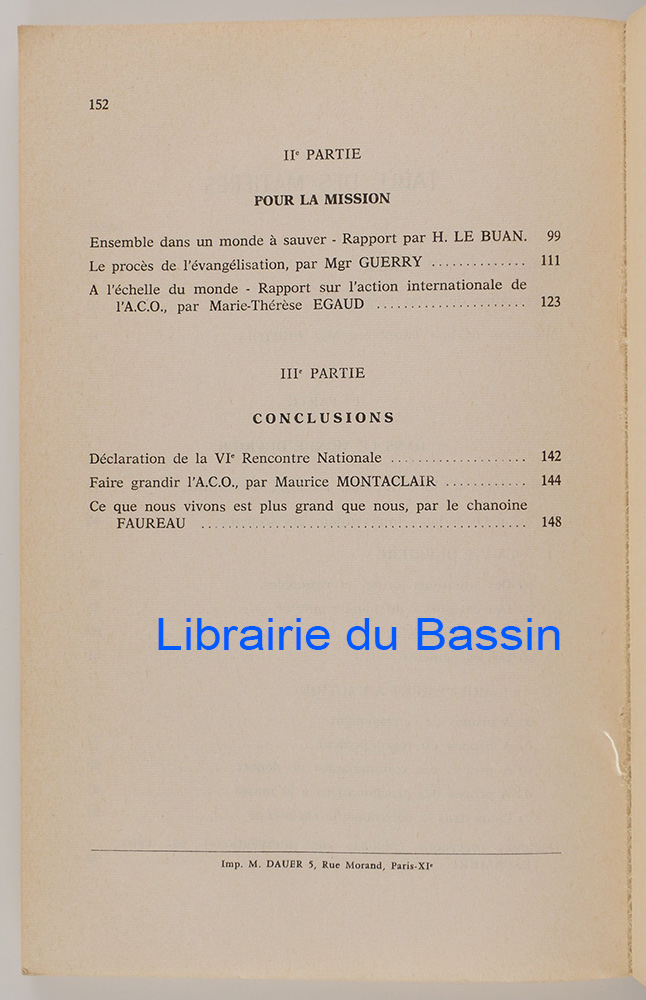 152
IIᵉ PARTIE
POUR LA MISSION
Ensemble dans un monde à sauver - Rapport par H. LE BUAN. 99
Le procès de l'évangélisation, par Mgr GUERRY .............. 111
A l'échelle du monde - Rapport sur l'action internationale de
l'A.C.O., par Marie-Thérèse EGAUD ...................... 123
IIIᵉ PARTIE
CONCLUSIONS
Déclaration de la VIᵉ Rencontre Nationale .................... 142
Faire grandir l'A.C.O., par Maurice MONTACLAIR ............ 144
Ce que nous vivons est plus grand que nous, par le chanoine
FAUREAU .............................................. 148
Librairie du Bassin
Imp. M. DAUER 5, Rue Morand, Paris-XIᵉ